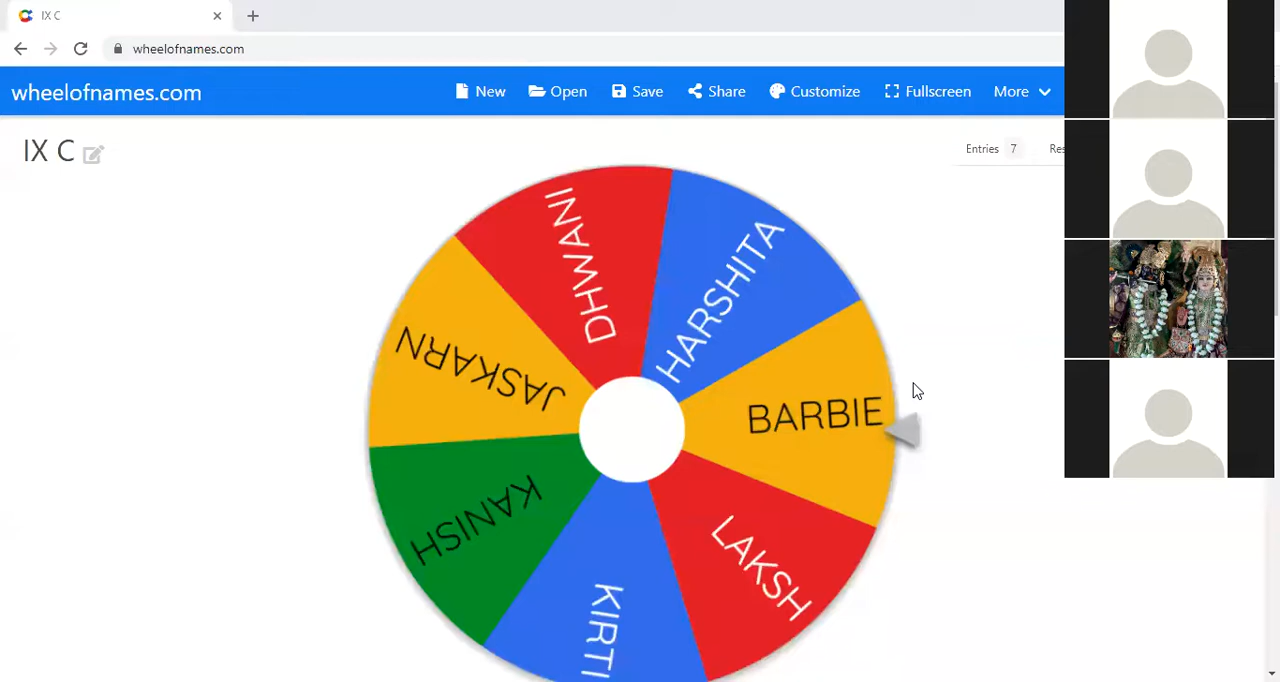 IX C
wheelofnames.com
wheelofnames.com
New
Open
Save
Share
Customize
Fullscreen
More
IX C
Entries 7
DHWANI
HARSHITA
BARBIE
LAKSH
KIRTI
KANISH
JASKARN